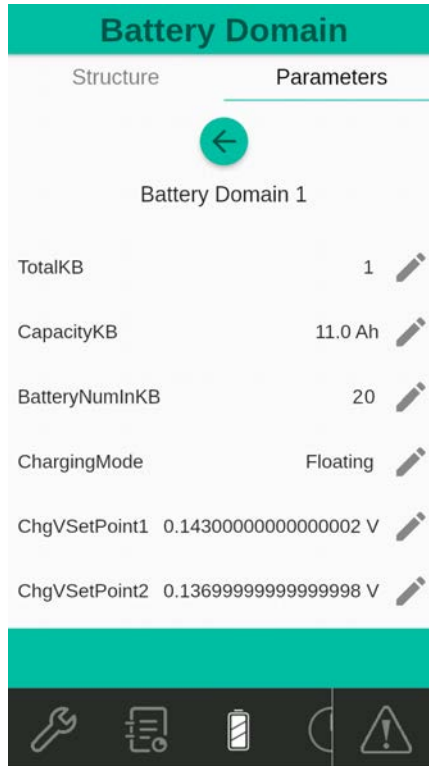 Battery Domain
Structure Parameters
Battery Domain 1
TotalKB 1
CapacityKB 11.0 Ah
BatteryNumInKB 20
ChargingMode Floating
ChgVSetPoint1 0.14300000000000002 V
ChgVSetPoint2 0.13699999999999998 V